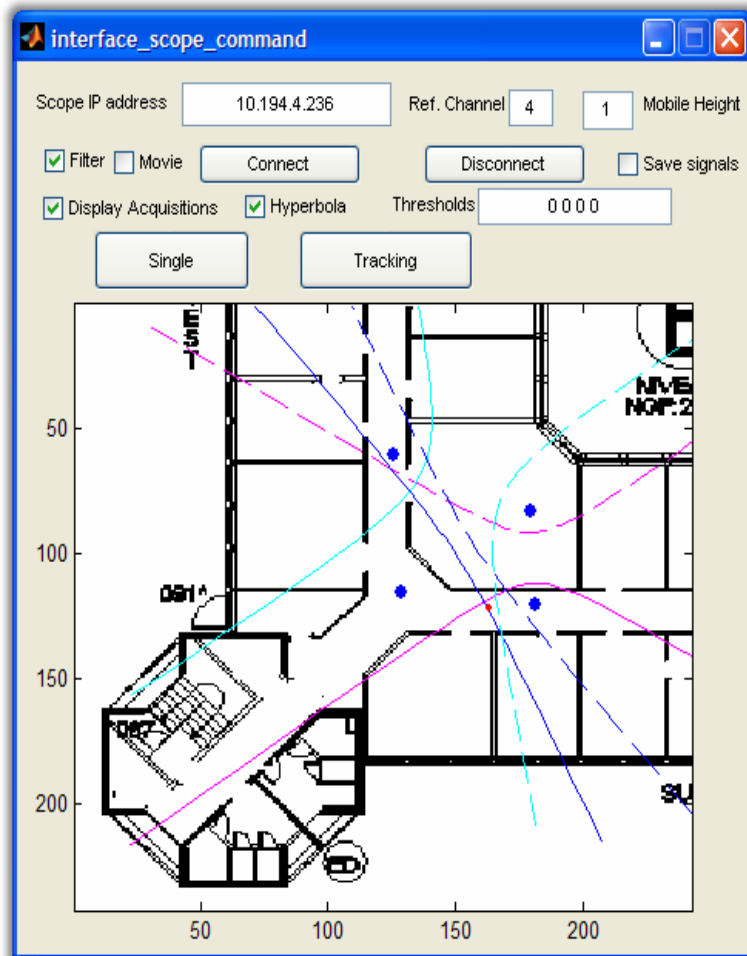 interface_scope_command
Scope IP address 10.194.4.236 Ref. Channel 4 1 Mobile Height
Filter Movie Connect Disconnect Save signals
Display Acquisitions Hyperbola Thresholds 0 0 0 0
Single Tracking
50
100
150
200
50 100 150 200